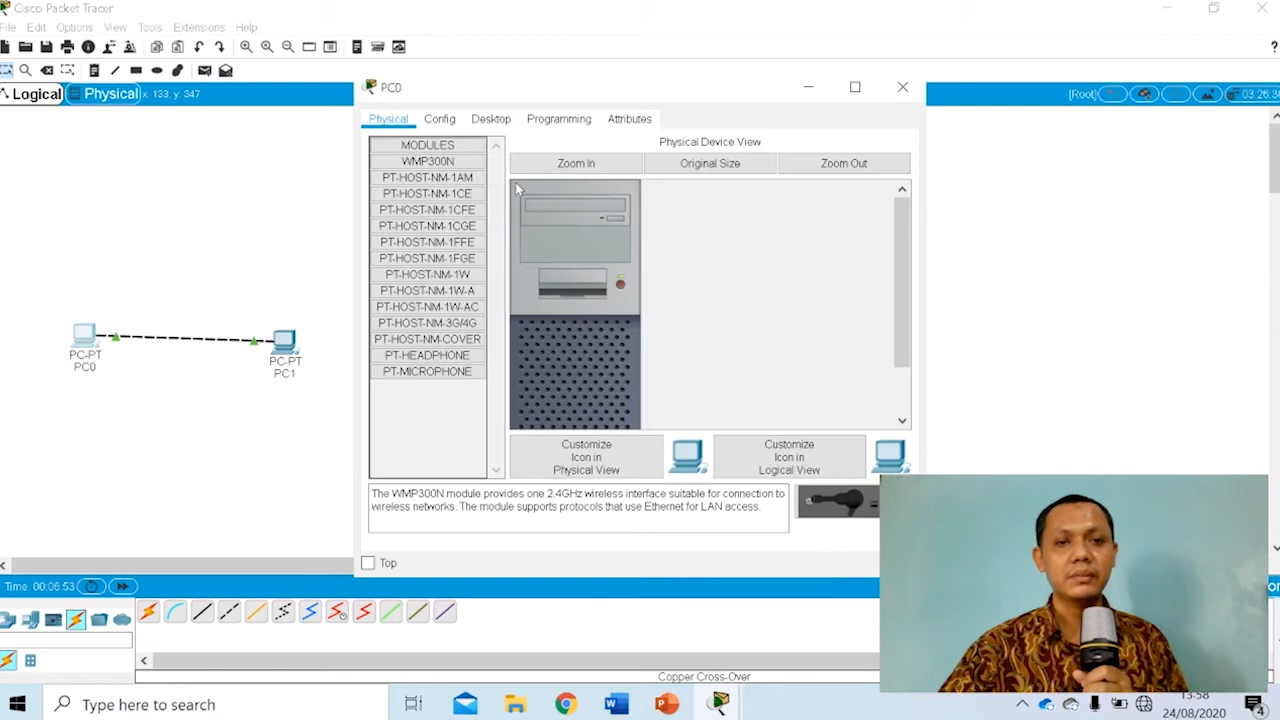 Cisco Packet Tracer
File Edit Options View Tools Extensions Help
?
Logical Physical x: 133, y: 347
[Root]
PC0
Physical Config Desktop Programming Attributes
MODULES
WMP300N
PT-HOST-NM-1AM
PT-HOST-NM-1CE
PT-HOST-NM-1CFE
PT-HOST-NM-1CGE
PT-HOST-NM-1FFE
PT-HOST-NM-1FGE
PT-HOST-NM-1W
PT-HOST-NM-1W-A
PT-HOST-NM-1W-AC
PT-HOST-NM-3G/4G
PT-HOST-NM-COVER
PT-HEADPHONE
PT-MICROPHONE
Physical Device View
Zoom In Original Size Zoom Out
Customize
Icon in
Physical View
Customize
Icon in
Logical View
The WMP300N module provides one 2.4GHz wireless interface suitable for connection to
wireless networks. The module supports protocols that use Ethernet for LAN access.
Top
PC-PT
PC0
PC-PT
PC1
Time: 00:06:53
Copper Cross-Over
Type here to search
13:58
24/08/2020
4